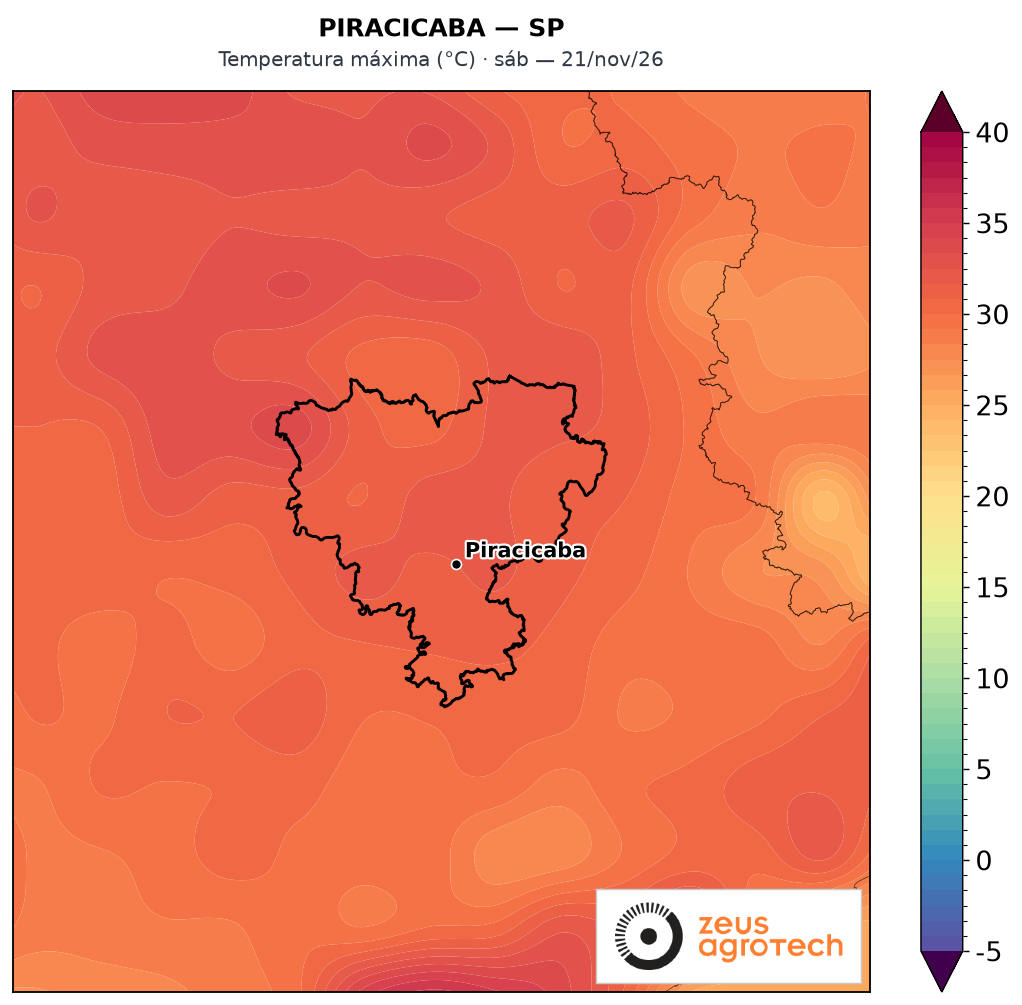 PIRACICABA — SP
Temperatura máxima (°C) · sáb — 21/nov/26
40
35
30
25
20
15
10
5
0
-5
Piracicaba
zeus
agrotech